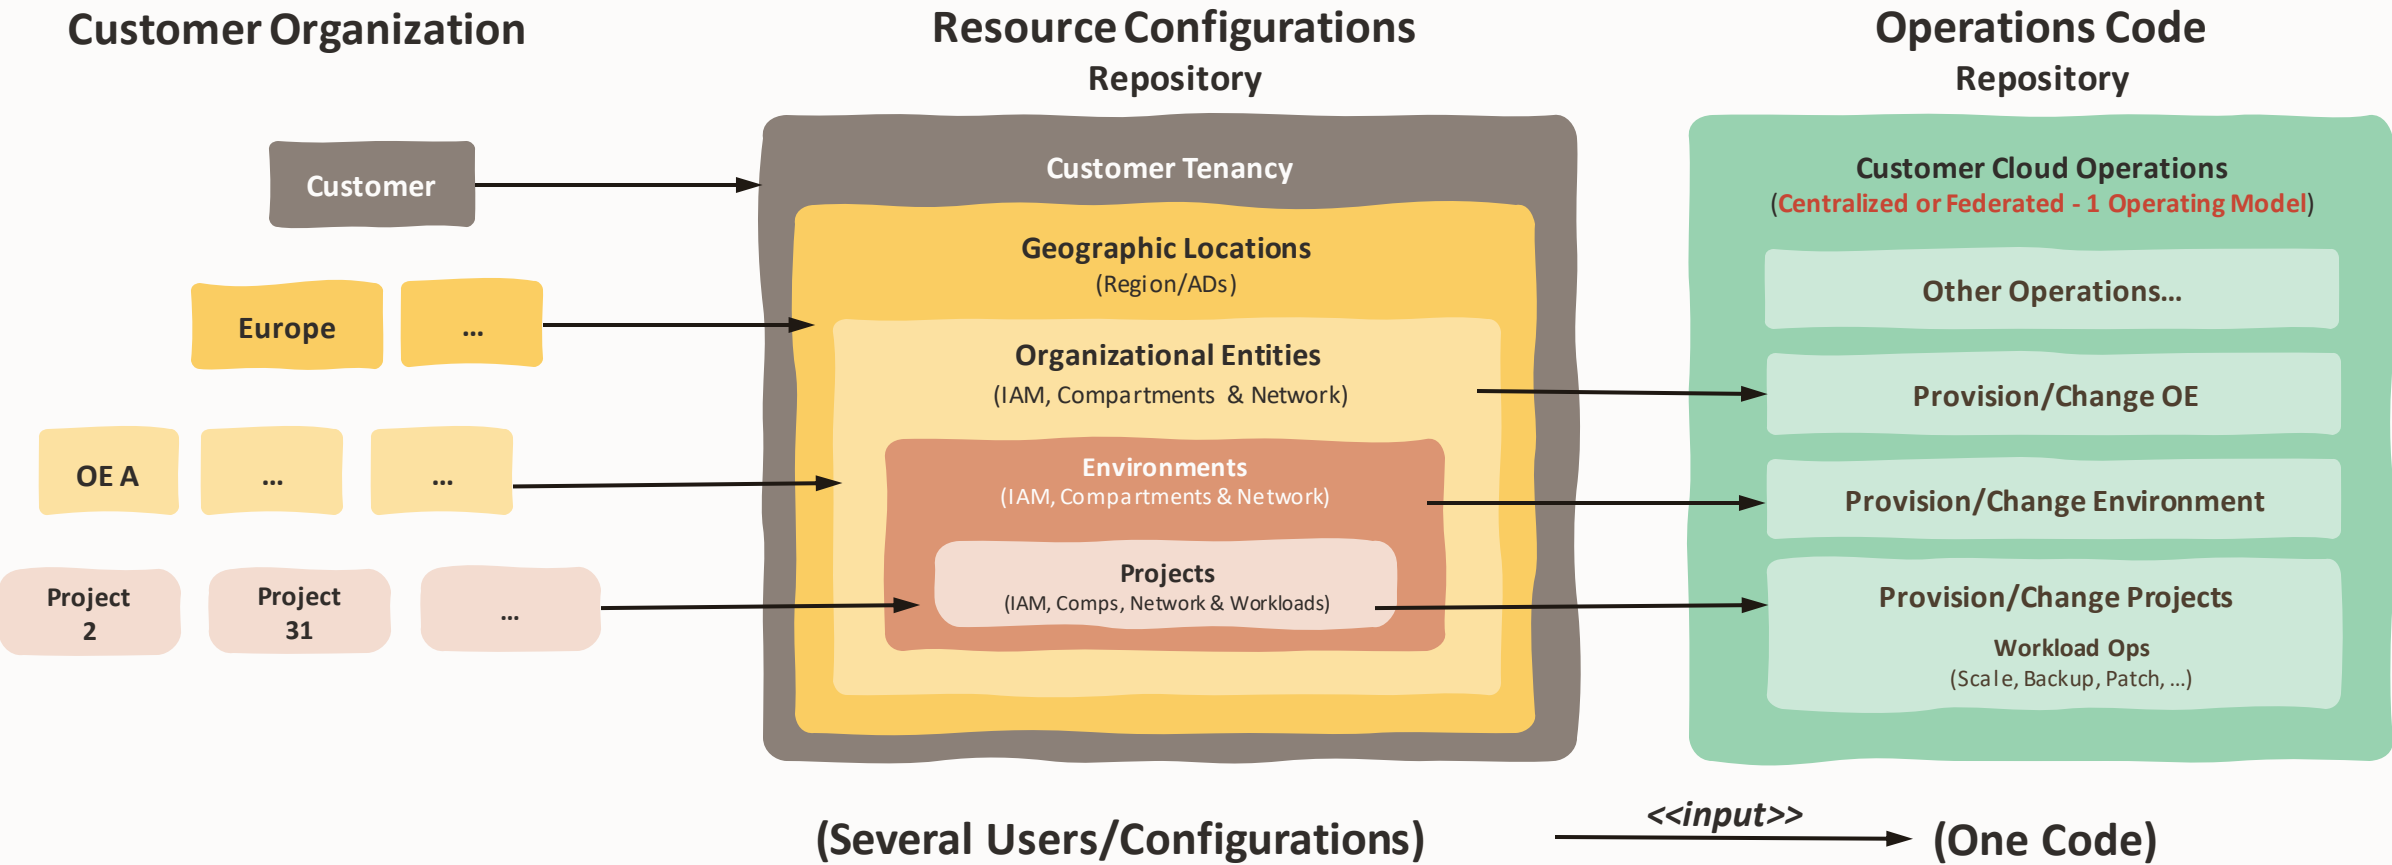 Customer Organization
Customer
Europe
...
OE A
...
...
Project
2
Project
31
...
Resource Configurations
Repository
Customer Tenancy
Geographic Locations
(Region/ADs)
Organizational Entities
(IAM, Compartments & Network)
Environments
(IAM, Compartments & Network)
Projects
(IAM, Comps, Network & Workloads)
(Several Users/Configurations)
<<input>>
Operations Code
Repository
Customer Cloud Operations
(Centralized or Federated - 1 Operating Model)
Other Operations...
Provision/Change OE
Provision/Change Environment
Provision/Change Projects
Workload Ops
(Scale, Backup, Patch, ...)
(One Code)